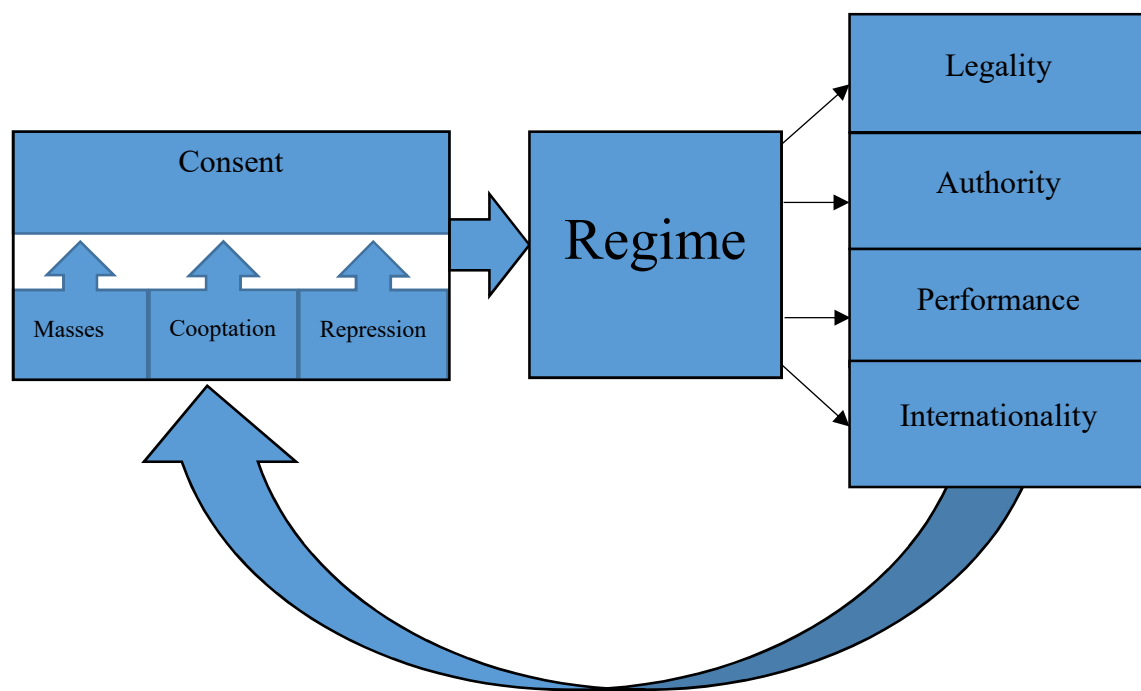 Consent
Masses
Cooptation
Repression
Regime
Legality
Authority
Performance
Internationality